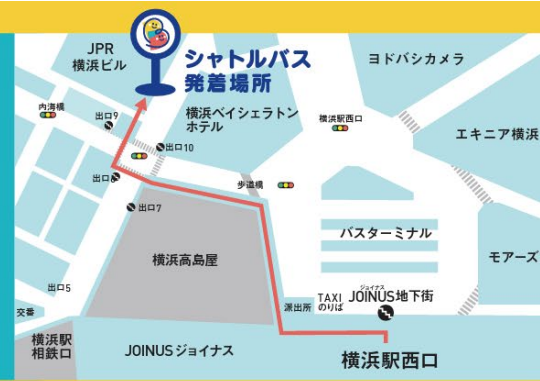 JPR
横浜ビル
シャトルバス
発着場所
ヨドバシカメラ
内海橋
出口9
横浜ベイシェラトン
ホテル
横浜駅西口
エキニア横浜
出口10
出口
歩道橋
出口7
バスターミナル
横浜高島屋
モアーズ
出口5
派出所
TAXI
のりば
ジョイナス
JOINUS地下街
交番
横浜駅
相鉄口
JOINUSジョイナス
横浜駅西口